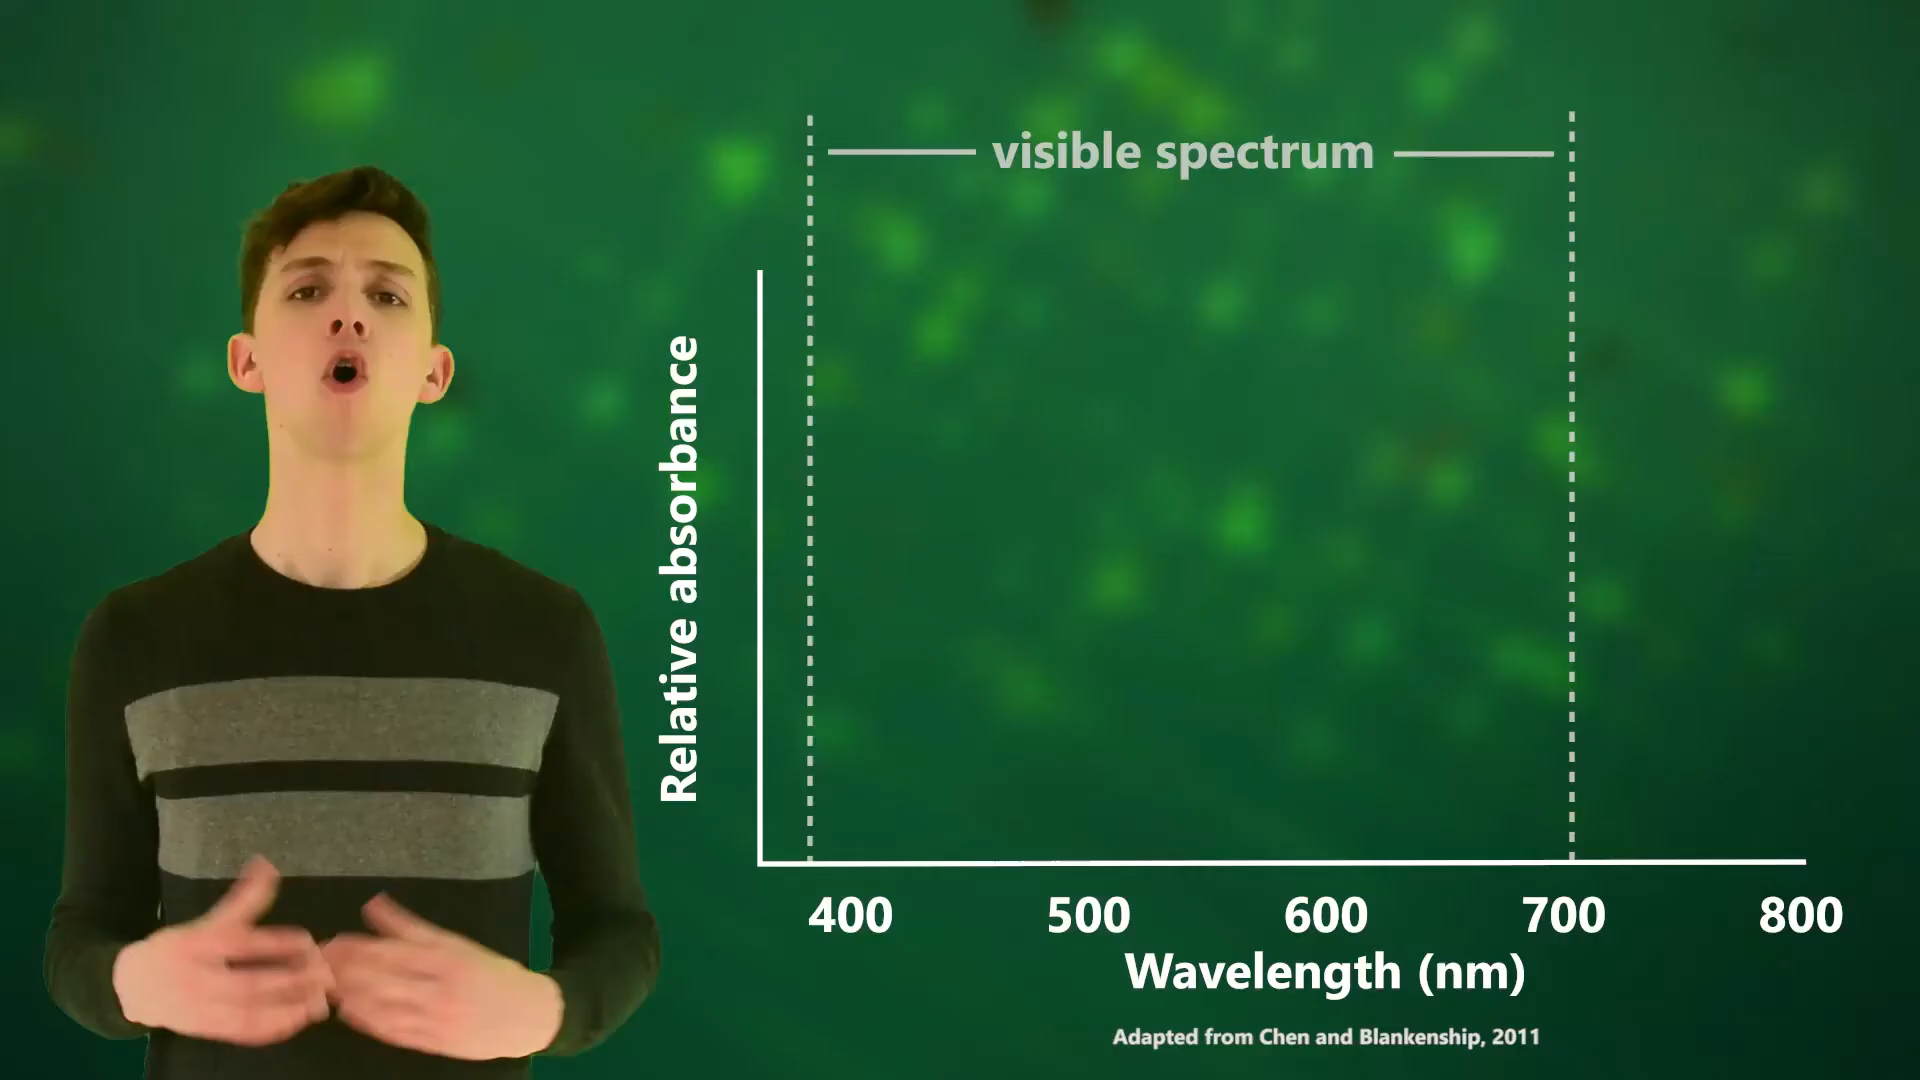 visible spectrum
Relative absorbance
400 500 600 700 800
Wavelength (nm)
Adapted from Chen and Blankenship, 2011